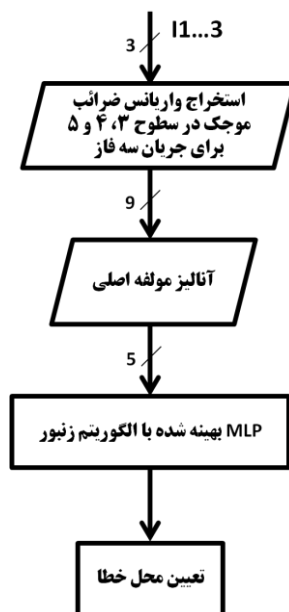 3 I1...3
استخراج واریانس ضرائب
موجک در سطوح ۳، ۴ و ۵
برای جریان سه فاز
9
آنالیز مولفه اصلی
5
MLP بهینه شده با الگوریتم زنبور
تعیین محل خطا